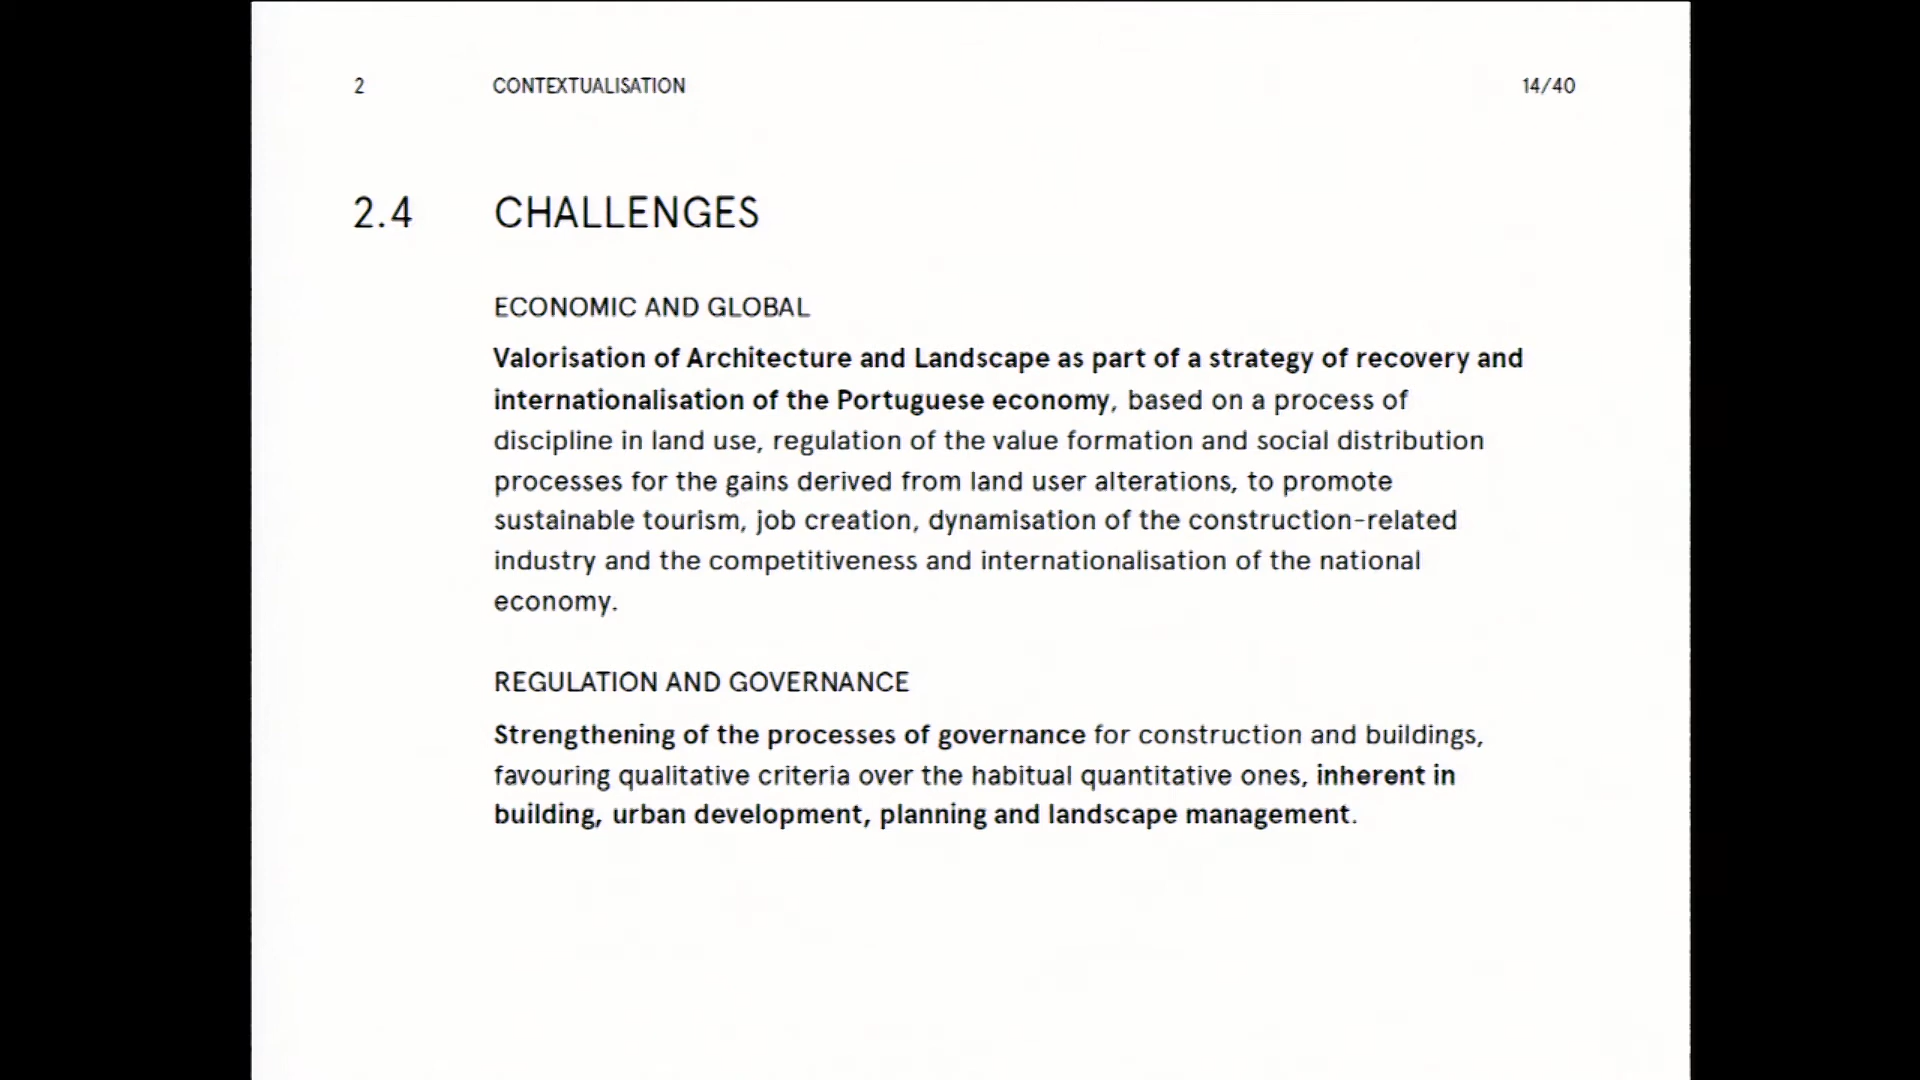 2 CONTEXTUALISATION 14/40
2.4 CHALLENGES
ECONOMIC AND GLOBAL
Valorisation of Architecture and Landscape as part of a strategy of recovery and
internationalisation of the Portuguese economy, based on a process of
discipline in land use, regulation of the value formation and social distribution
processes for the gains derived from land user alterations, to promote
sustainable tourism, job creation, dynamisation of the construction-related
industry and the competitiveness and internationalisation of the national
economy.
REGULATION AND GOVERNANCE
Strengthening of the processes of governance for construction and buildings,
favouring qualitative criteria over the habitual quantitative ones, inherent in
building, urban development, planning and landscape management.